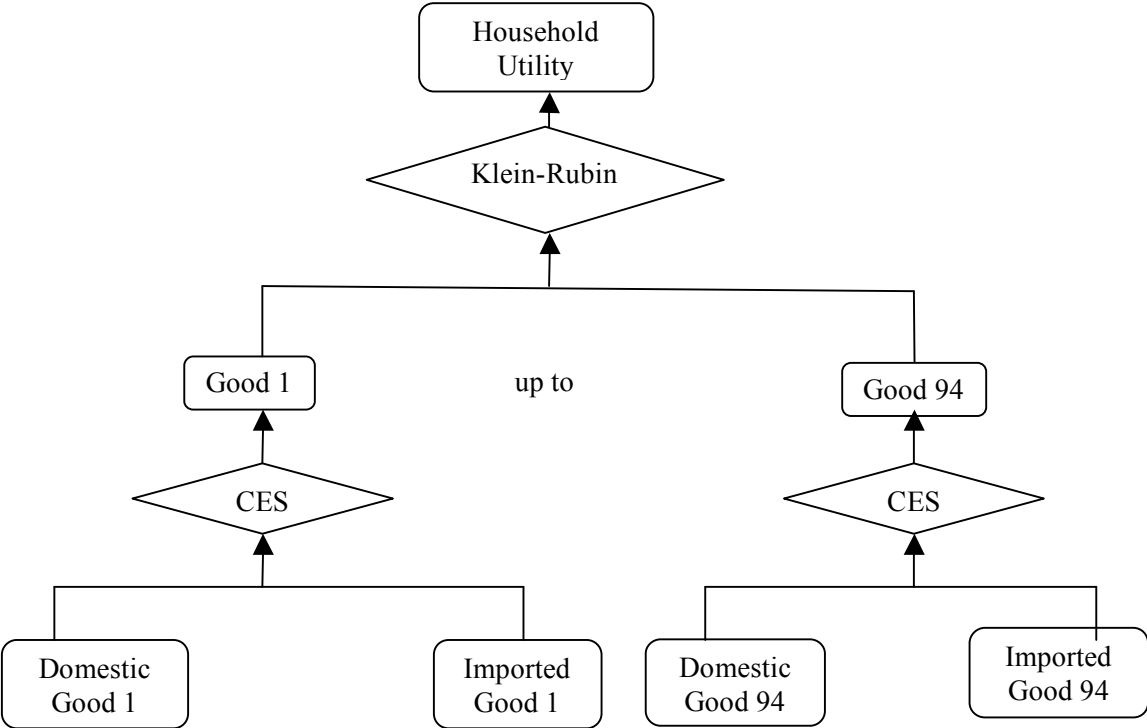 Household
Utility
Klein-Rubin
Good 1
up to
Good 94
CES
CES
Domestic
Good 1
Imported
Good 1
Domestic
Good 94
Imported
Good 94